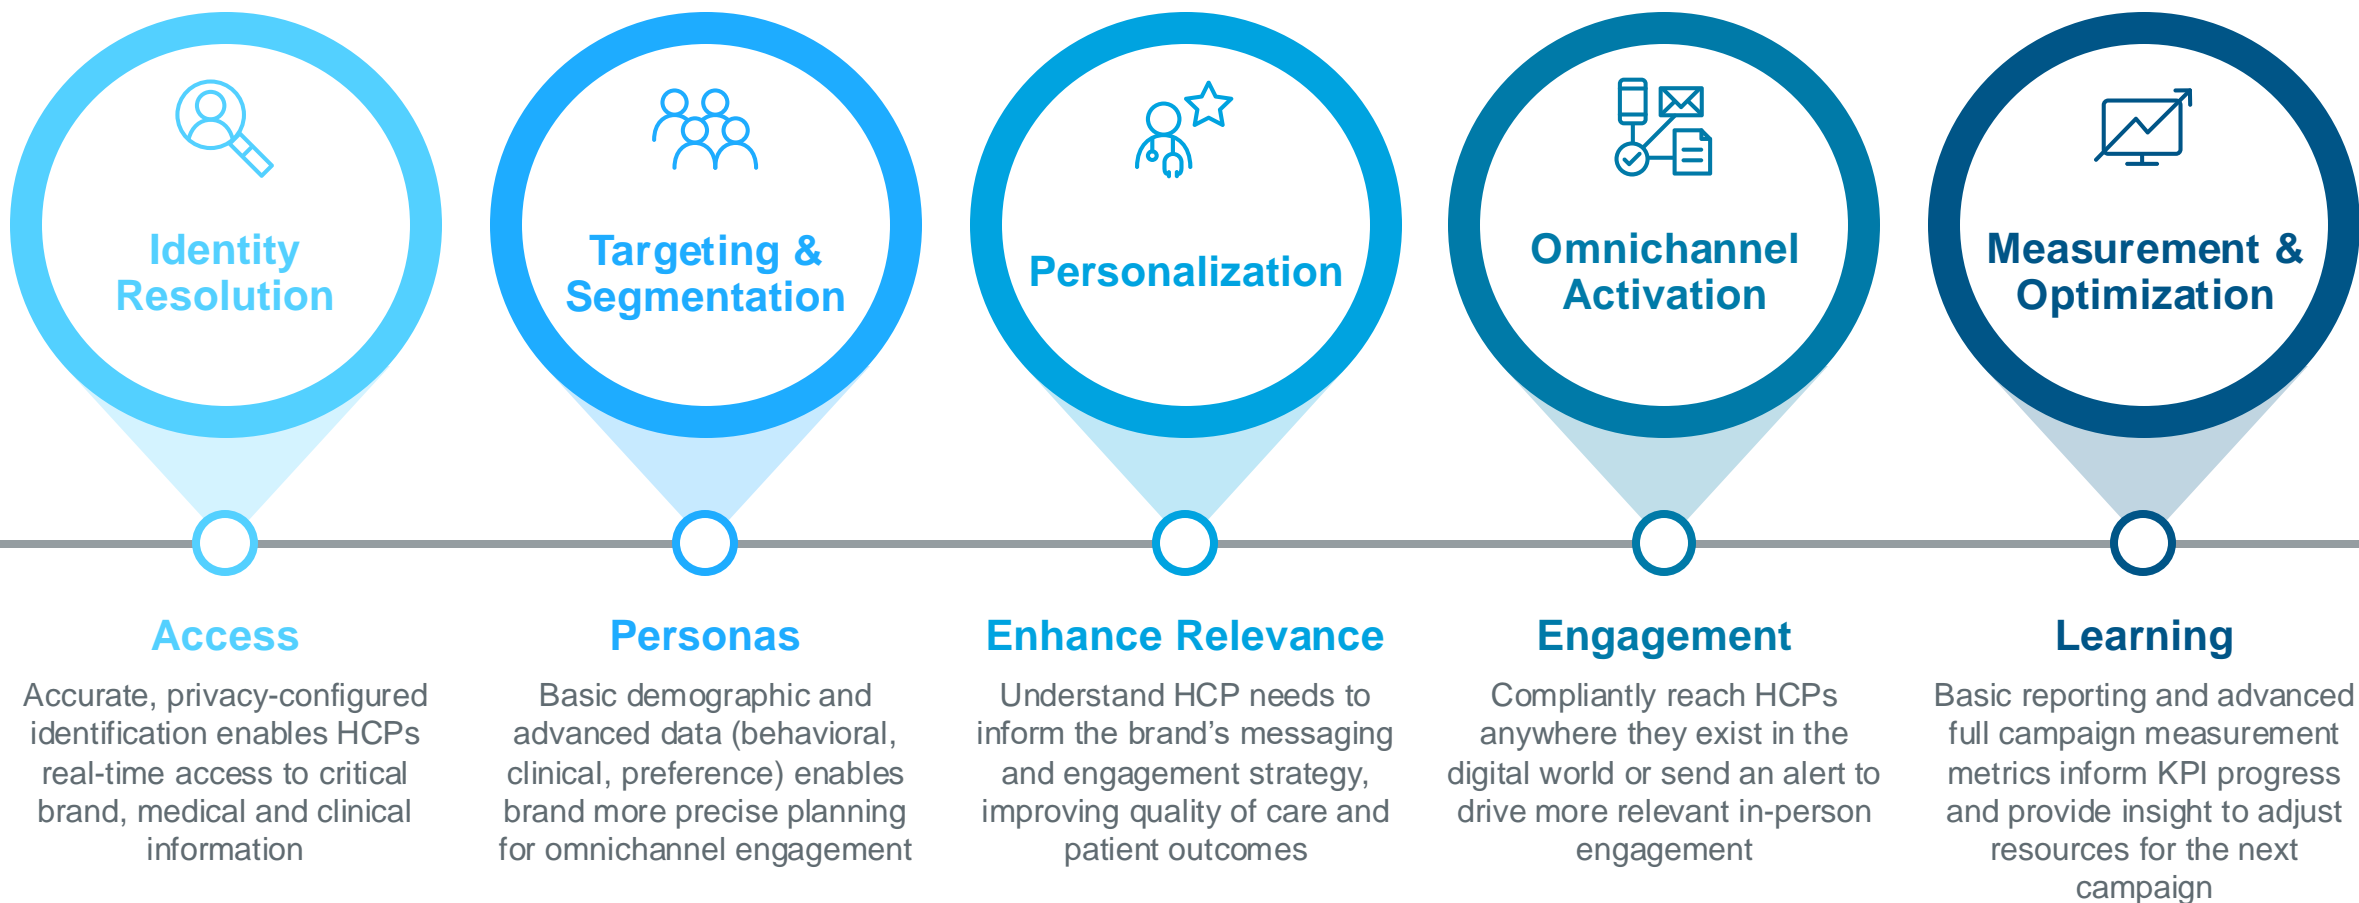 Identity
Resolution
Targeting &
Segmentation
Personalization
Omnichannel
Activation
Measurement &
Optimization
Access
Accurate, privacy-configured
identification enables HCPs
real-time access to critical
brand, medical and clinical
information
Personas
Basic demographic and
advanced data (behavioral,
clinical, preference) enables
brand more precise planning
for omnichannel engagement
Enhance Relevance
Understand HCP needs to
inform the brand’s messaging
and engagement strategy,
improving quality of care and
patient outcomes
Engagement
Compliantly reach HCPs
anywhere they exist in the
digital world or send an alert to
drive more relevant in-person
engagement
Learning
Basic reporting and advanced
full campaign measurement
metrics inform KPI progress
and provide insight to adjust
resources for the next
campaign